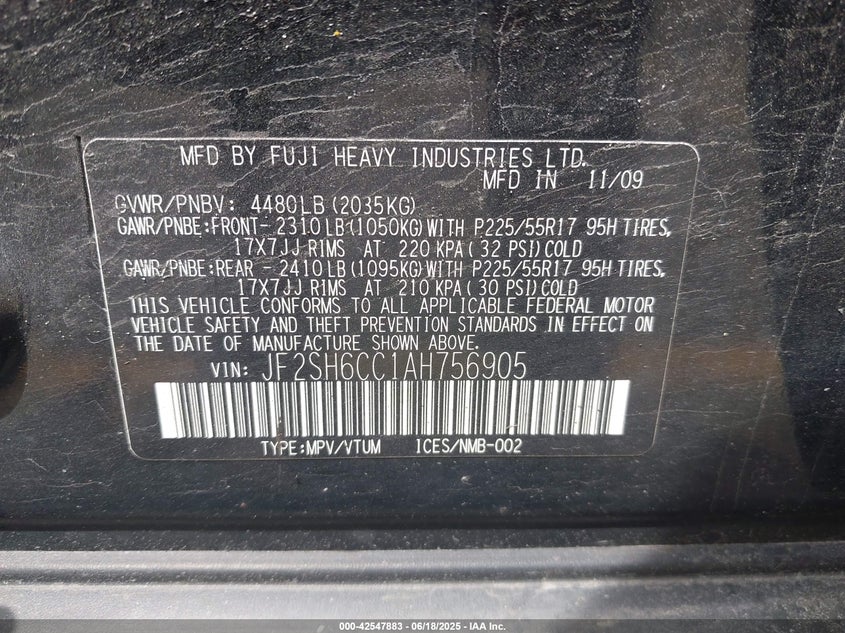 MFD BY FUJI HEAVY INDUSTRIES LTD.
MFD IN 11/09
GVWR/PNBV: 4480LB (2035KG)
GAWR/PNBE:FRONT- 2310LB (1050KG) WITH P225/55R17 95H TIRES,
17X7JJ RIMS AT 220 KPA ( 32 PSI) COLD
GAWR/PNBE:REAR - 2410LB (1095KG) WITH P225/55R17 95H TIRES,
17X7JJ RIMS AT 210 KPA ( 30 PSI) COLD
THIS VEHICLE CONFORMS TO ALL APPLICABLE FEDERAL MOTOR
VEHICLE SAFETY AND THEFT PREVENTION STANDARDS IN EFFECT ON
THE DATE OF MANUFACTURE SHOWN ABOVE.
VIN: JF2SH6CC1AH756905
TYPE:MPV/VTUM ICES/NMB-002
000-42547883 / 06/18/2025 - IAA Inc.